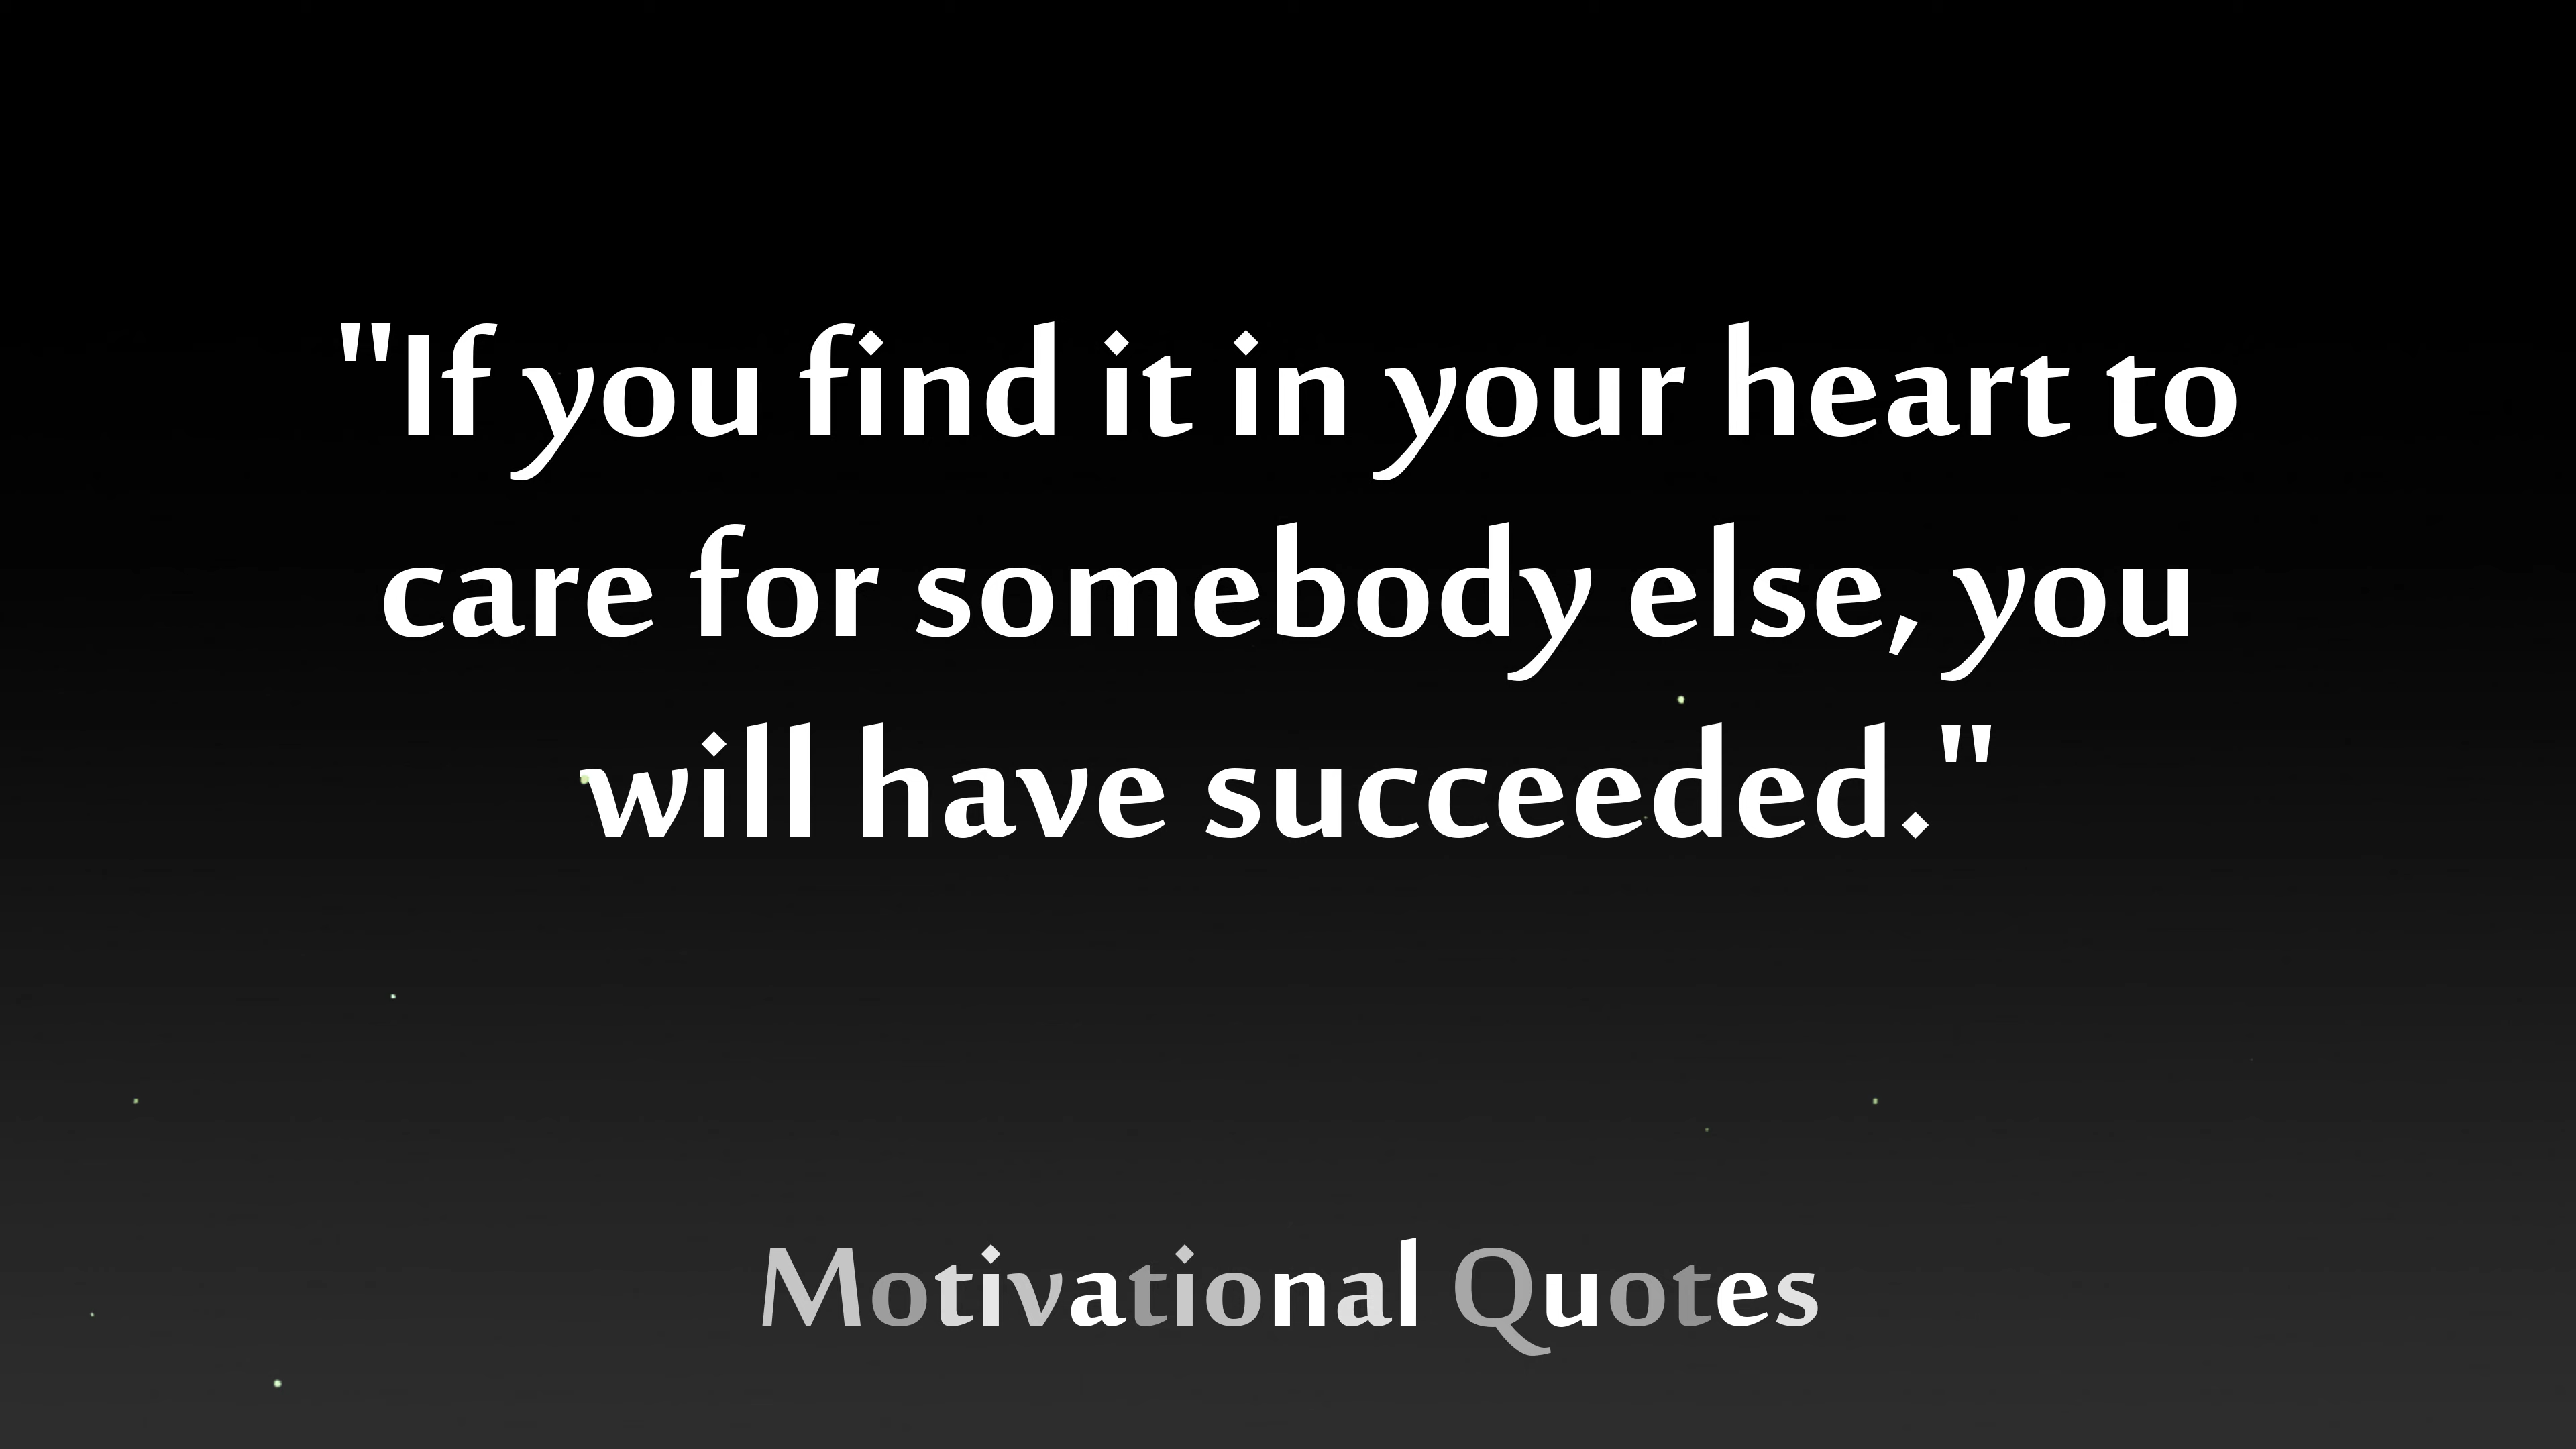 "If you find it in your heart to
care for somebody else, you
will have succeeded."
Motivational Quotes